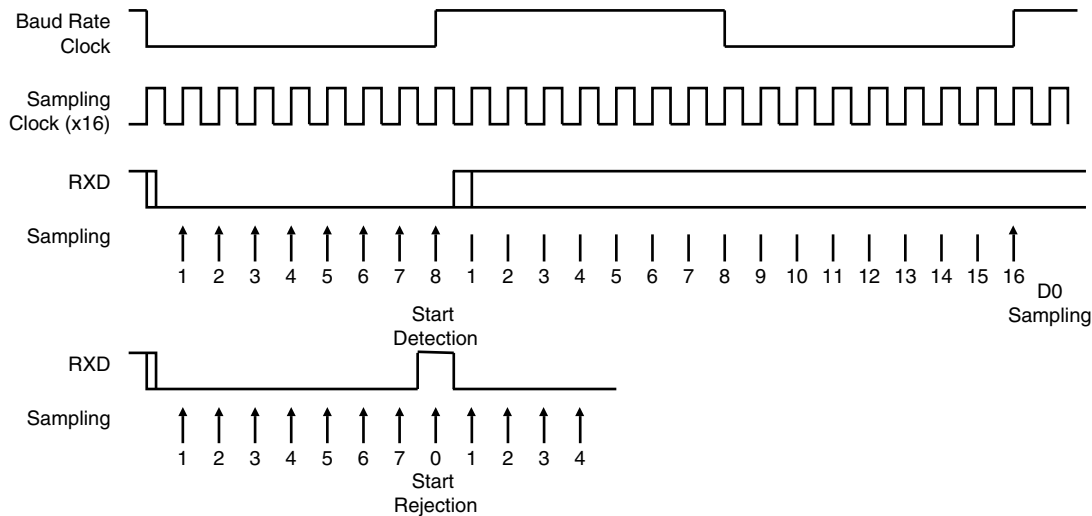 Baud Rate
Clock
Sampling
Clock (x16)
RXD
Sampling
1 2 3 4 5 6 7 8 1 2 3 4 5 6 7 8 9 10 11 12 13 14 15 16
D0
Sampling
Start
Detection
RXD
Sampling
1 2 3 4 5 6 7 0 1 2 3 4
Start
Rejection